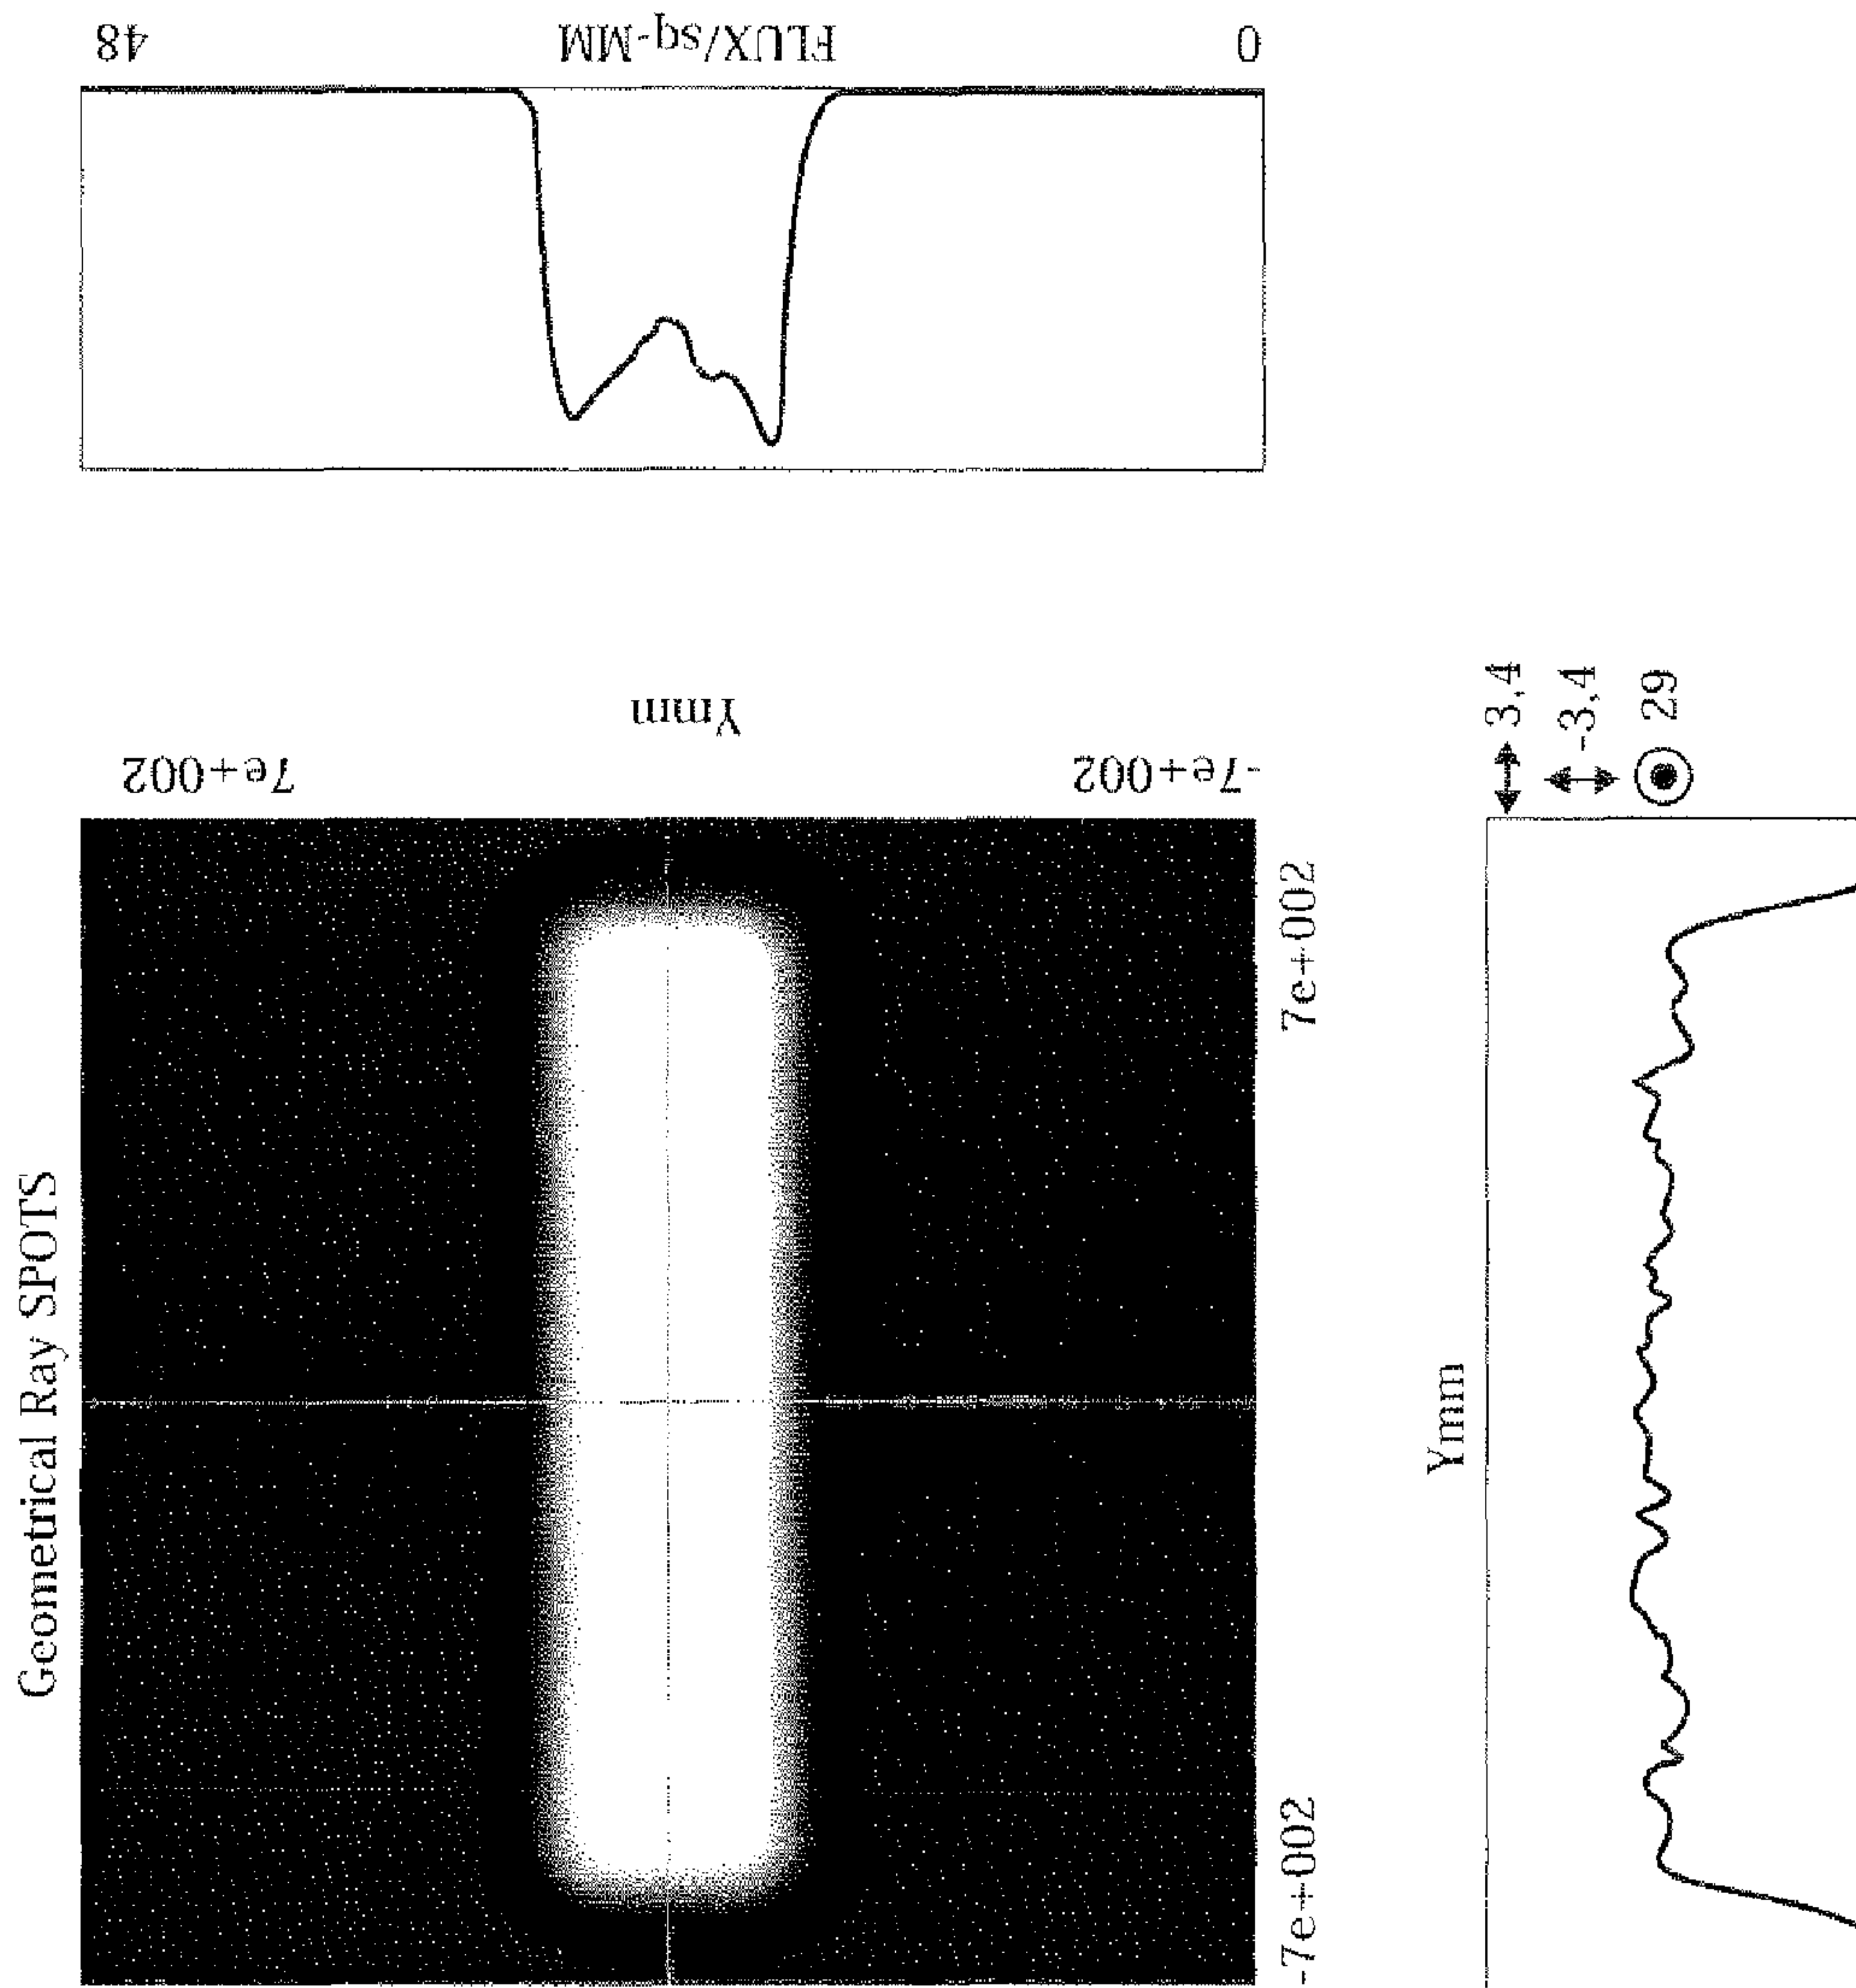 Geometrical Ray SPOTS
48
FLUX/sq-MM
0
7e+002
Ymm
-7e+002
-7e+002
7e+002
Ymm
3.4
-3.4
29